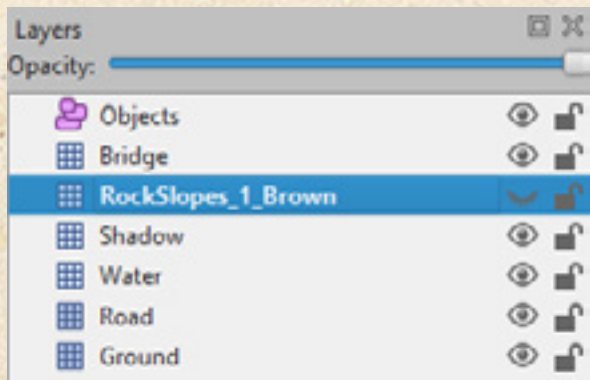 Layers
Opacity:
Objects
Bridge
RockSlopes_1_Brown
Shadow
Water
Road
Ground